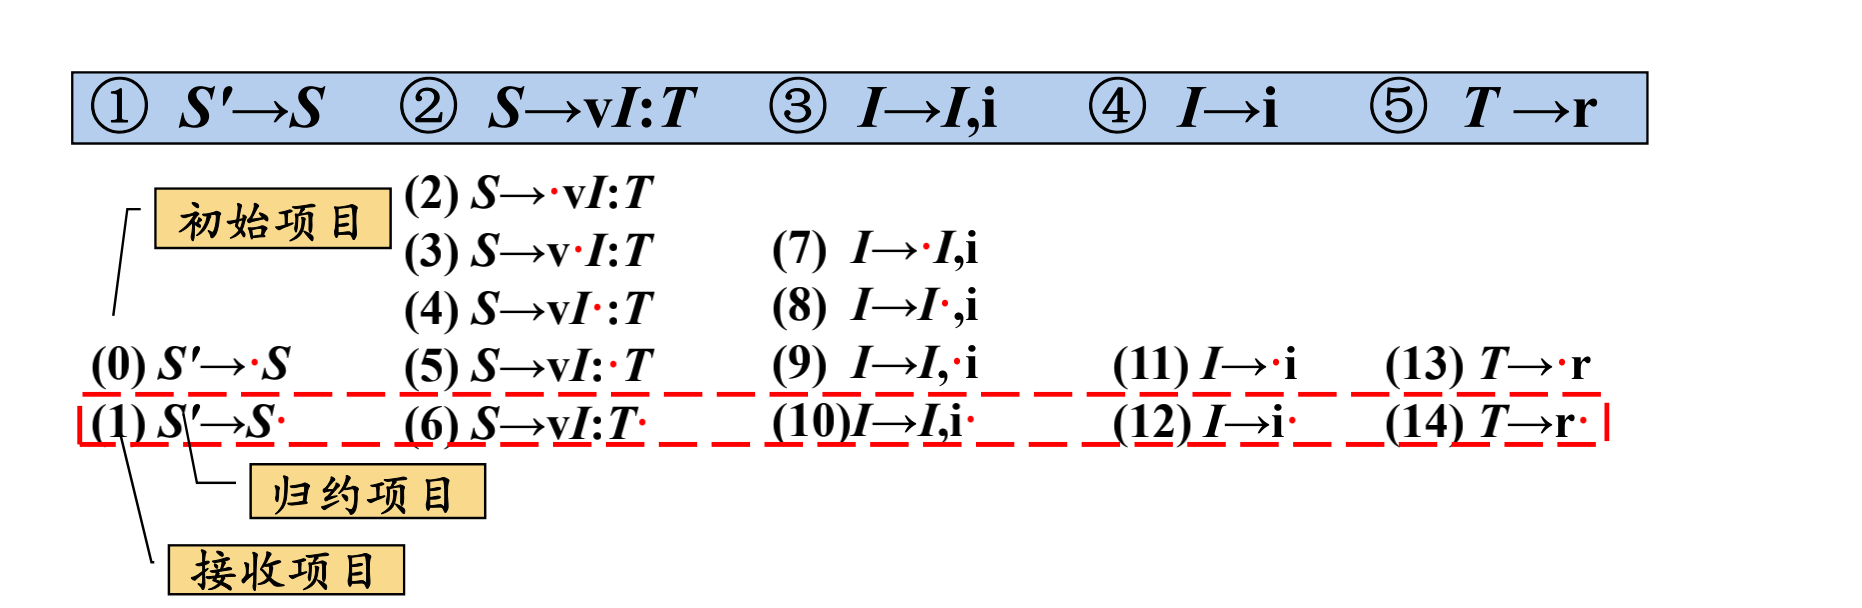 ① S′→S ② S→vI:T ③ I→I,i ④ I→i ⑤ T→r
初始项目
(2) S→·vI:T
(3) S→v·I:T (7) I→·I,i
(4) S→vI·:T (8) I→I·,i
(0) S′→·S (5) S→vI:·T (9) I→I,·i (11) I→·i (13) T→·r
(1) S′→S· (6) S→vI:T· (10)I→I,i· (12) I→i· (14) T→r·
归约项目
接收项目